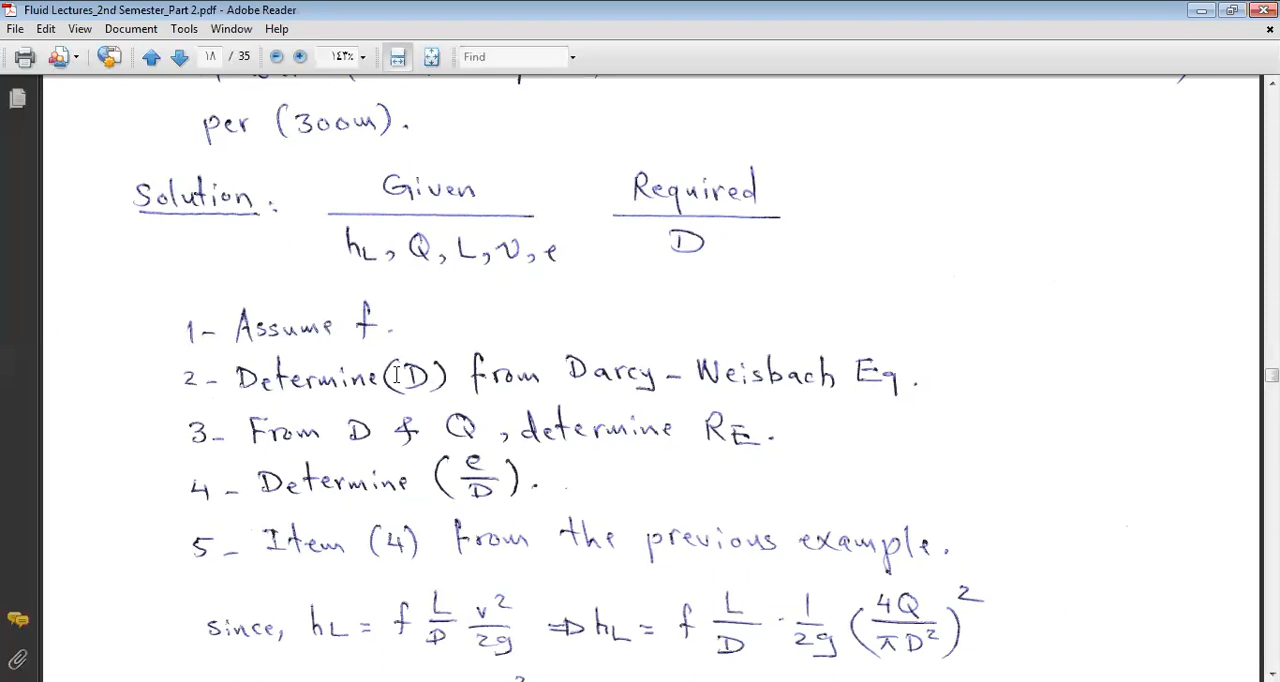 Fluid Lectures_2nd Semester_Part 2.pdf - Adobe Reader
File Edit View Document Tools Window Help
١٨ / 35 ١٤٣% Find
per (300m).
Solution: Given Required
hL, Q, L, ν, e D
1- Assume f.
2- Determine (D) from Darcy-Weisbach Eq.
3- From D & Q, determine RE.
4- Determine (e/D).
5- Item (4) from the previous example.
since, hL = f L/D v²/2g ⇒ hL = f L/D · 1/2g (4Q/πD²)²